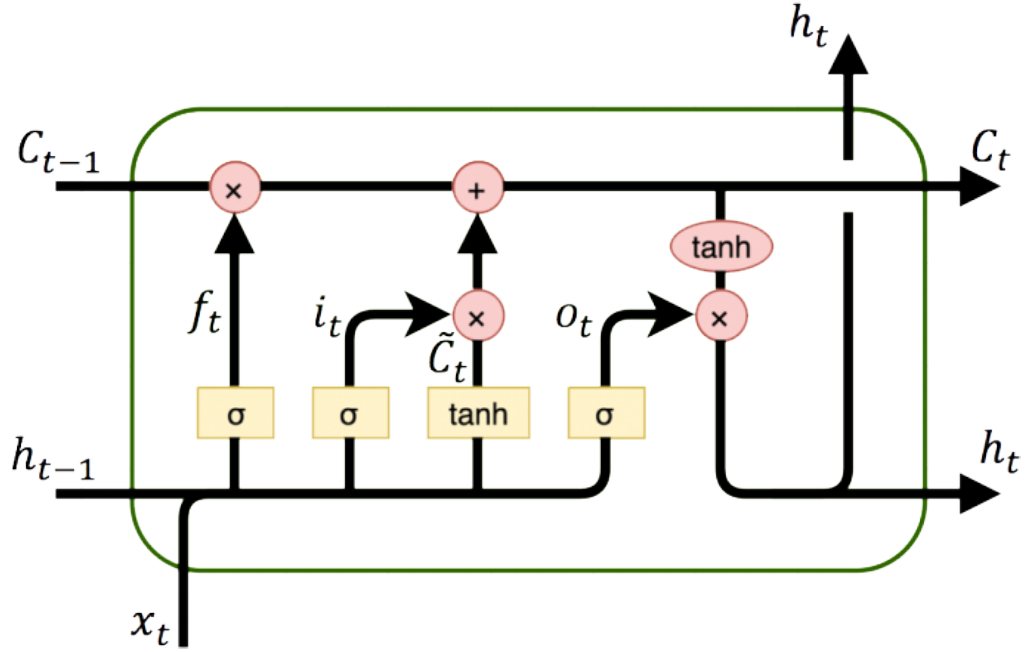 h_t
C_{t-1}
C_t
×
+
tanh
f_t
i_t
×
o_t
×
C̃_t
σ
σ
tanh
σ
h_{t-1}
h_t
x_t